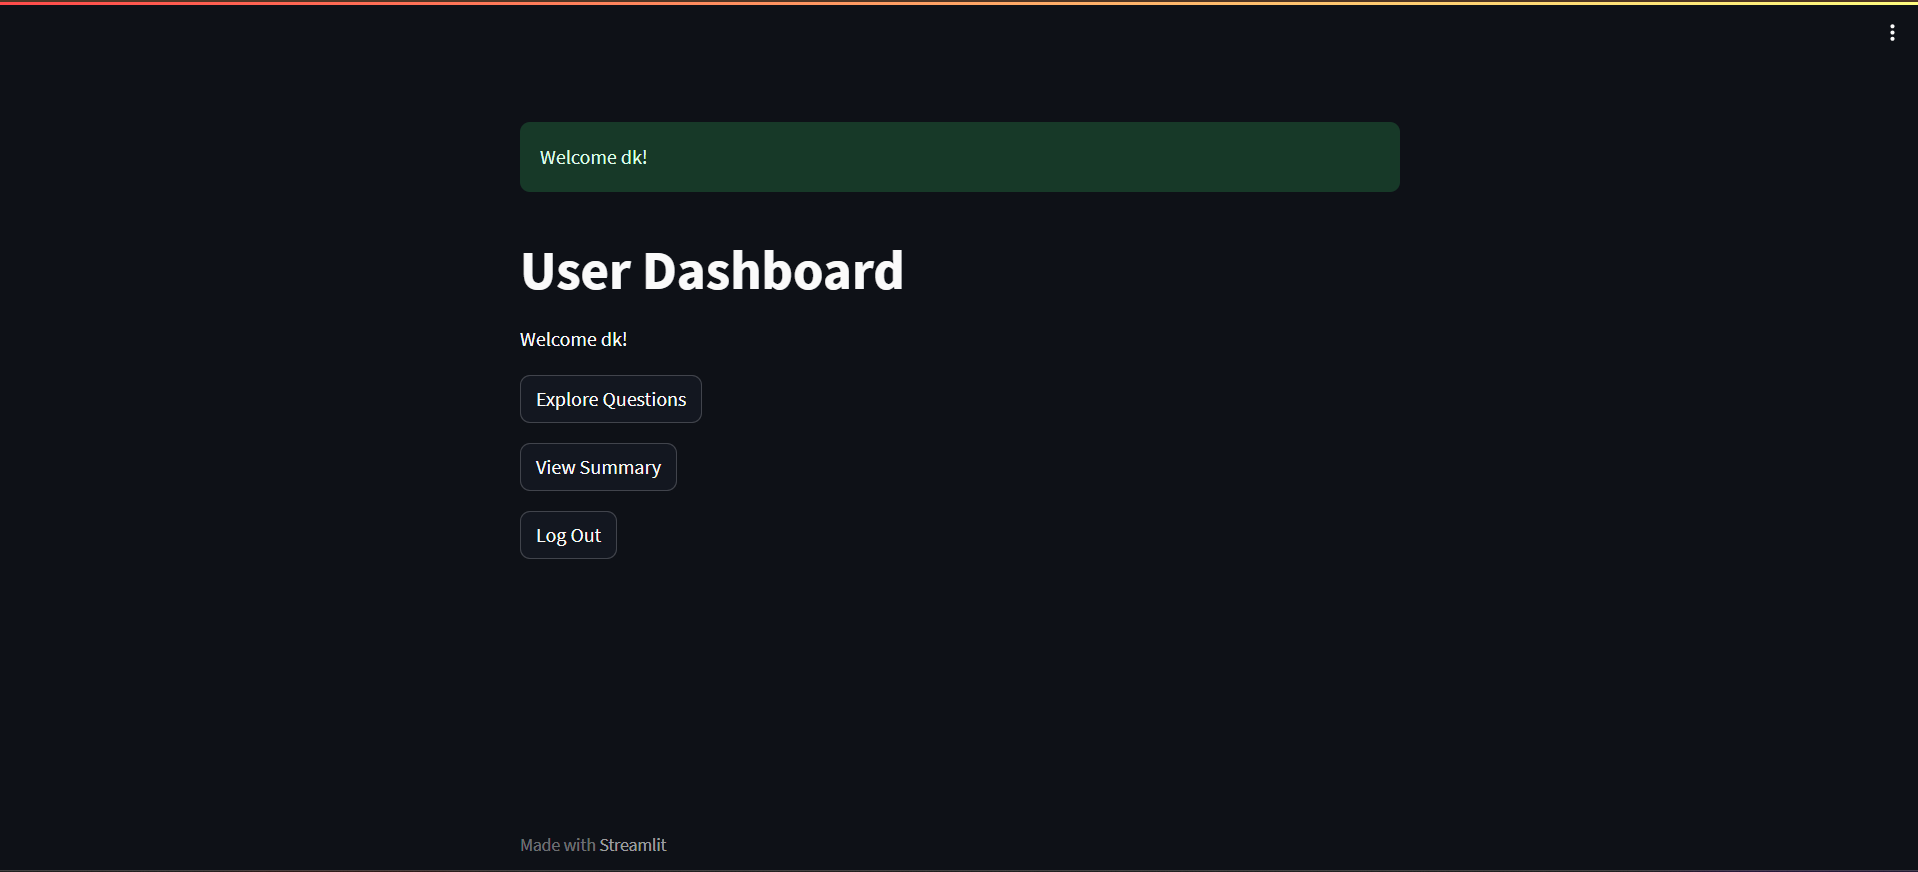 Welcome dk!
User Dashboard
Welcome dk!
Explore Questions
View Summary
Log Out
Made with Streamlit